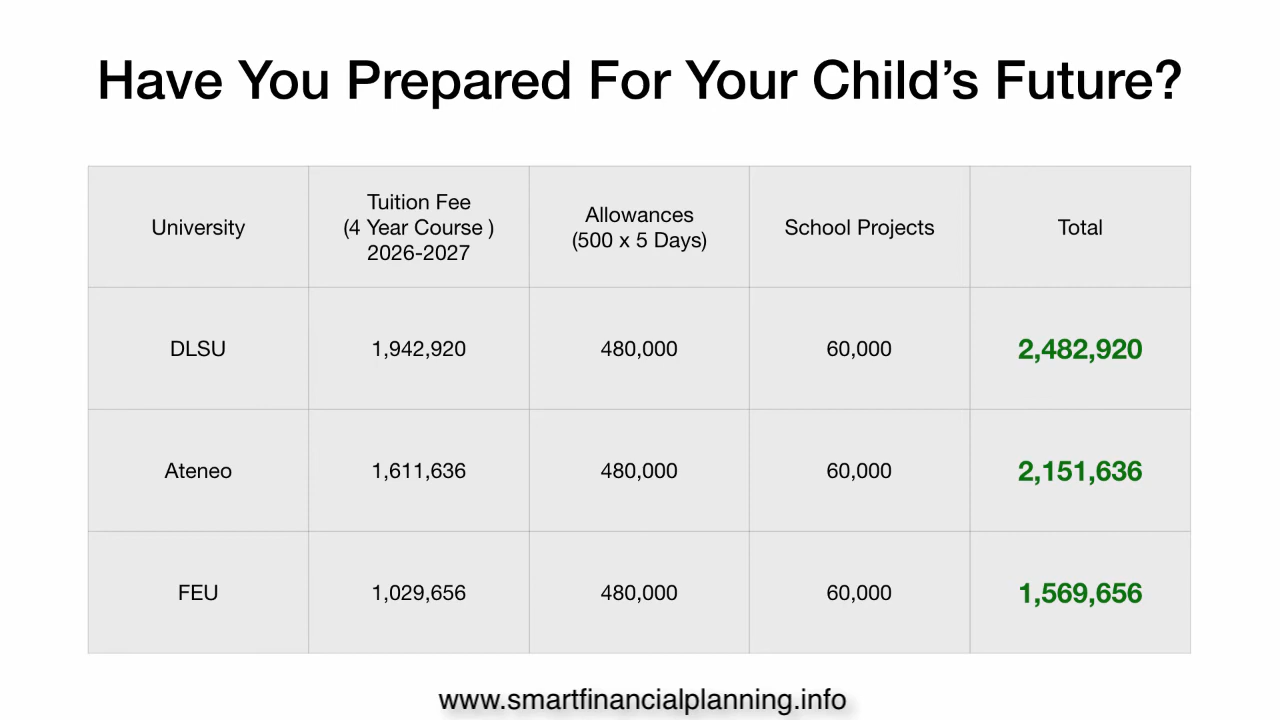 Have You Prepared For Your Child’s Future?
University
Tuition Fee
(4 Year Course )
2026-2027
Allowances
(500 x 5 Days)
School Projects
Total
DLSU
1,942,920
480,000
60,000
2,482,920
Ateneo
1,611,636
480,000
60,000
2,151,636
FEU
1,029,656
480,000
60,000
1,569,656
www.smartfinancialplanning.info